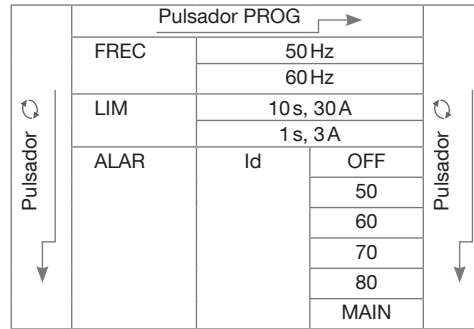 Pulsador PROG
FREC 50 Hz
60 Hz
LIM 10 s, 30 A
1 s, 3 A
ALAR Id OFF
50
60
70
80
MAIN
Pulsador
Pulsador